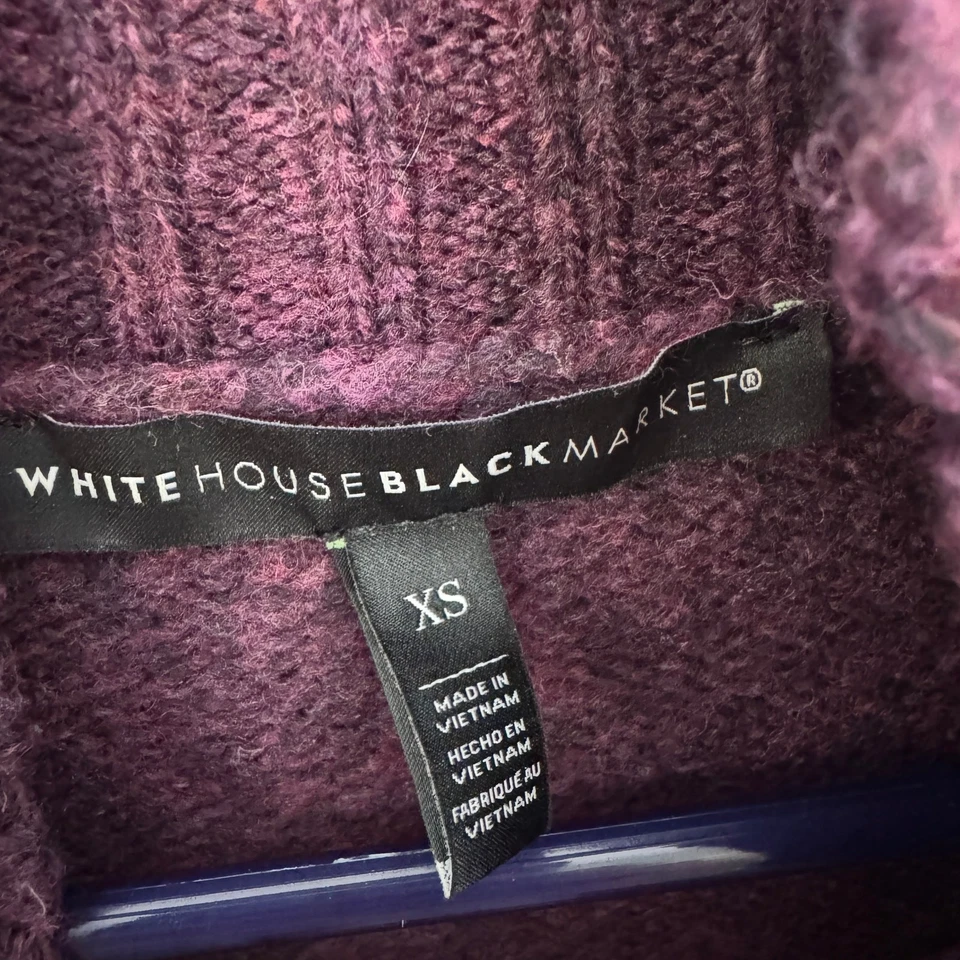 WHITE HOUSE BLACK MARKET®
XS
MADE IN
VIETNAM
HECHO EN
VIETNAM
FABRIQUÉ AU
VIETNAM